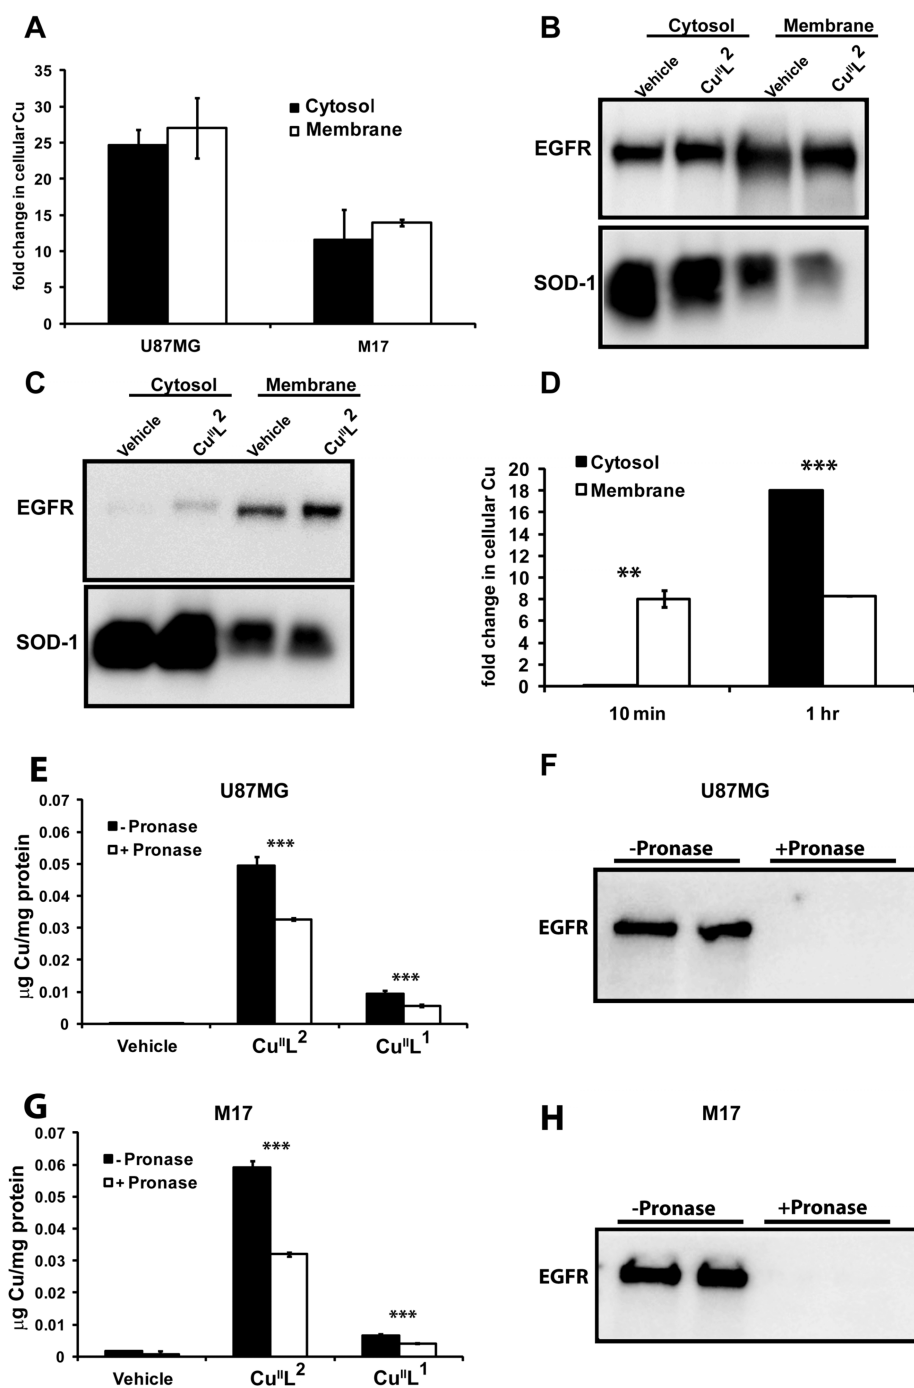 A
fold change in cellular Cu
35
30
25
20
15
10
5
0
Cytosol
Membrane
U87MG
M17
B
Cytosol
Membrane
Vehicle
CuᴵᴵL²
Vehicle
CuᴵᴵL²
EGFR
SOD-1
C
Cytosol
Membrane
Vehicle
CuᴵᴵL²
Vehicle
CuᴵᴵL²
EGFR
SOD-1
D
fold change in cellular Cu
20
18
16
14
12
10
8
6
4
2
0
Cytosol
Membrane
**
***
10 min
1 hr
E
U87MG
μg Cu/mg protein
0.07
0.06
0.05
0.04
0.03
0.02
0.01
0
- Pronase
+ Pronase
***
***
Vehicle
CuᴵᴵL²
CuᴵᴵL¹
F
U87MG
-Pronase
+Pronase
EGFR
G
M17
μg Cu/mg protein
0.07
0.06
0.05
0.04
0.03
0.02
0.01
0
- Pronase
+ Pronase
***
***
Vehicle
CuᴵᴵL²
CuᴵᴵL¹
H
M17
-Pronase
+Pronase
EGFR